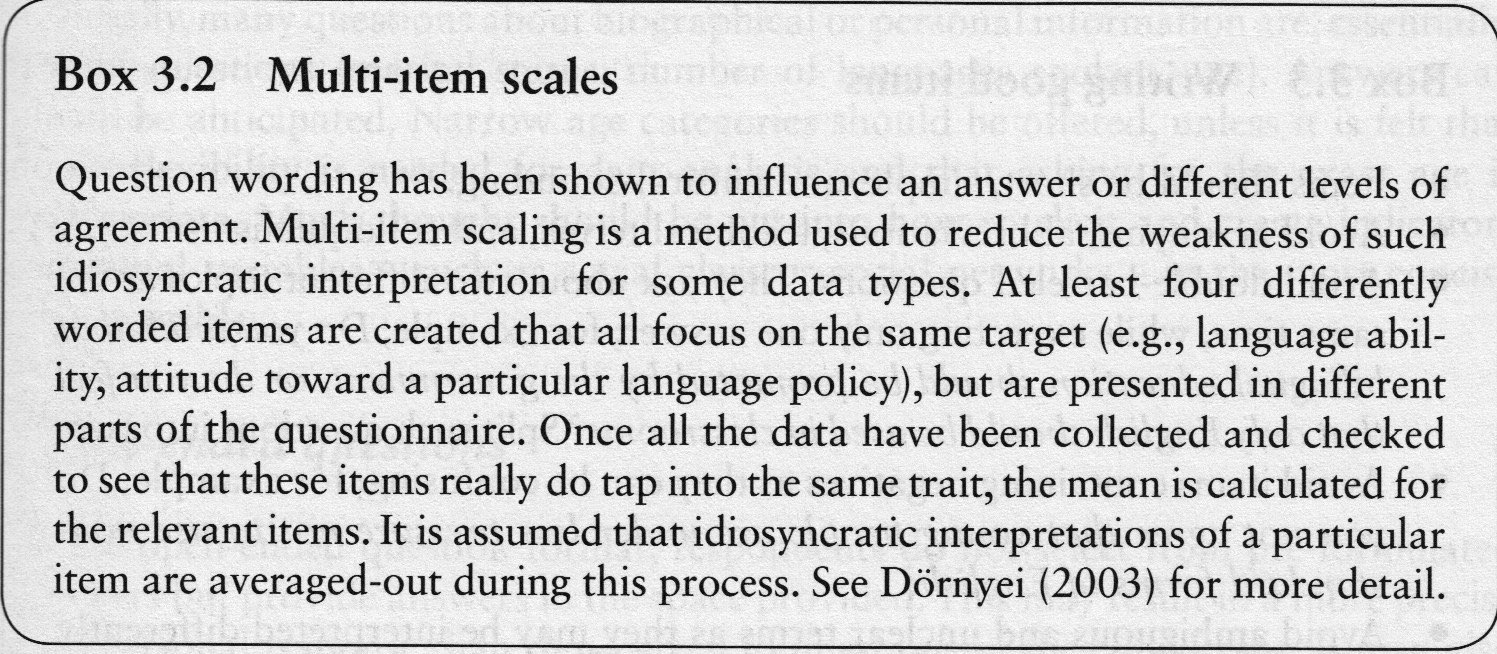 Box 3.2 Multi-item scales
Question wording has been shown to influence an answer or different levels of
agreement. Multi-item scaling is a method used to reduce the weakness of such
idiosyncratic interpretation for some data types. At least four differently
worded items are created that all focus on the same target (e.g., language abil-
ity, attitude toward a particular language policy), but are presented in different
parts of the questionnaire. Once all the data have been collected and checked
to see that these items really do tap into the same trait, the mean is calculated for
the relevant items. It is assumed that idiosyncratic interpretations of a particular
item are averaged-out during this process. See Dörnyei (2003) for more detail.